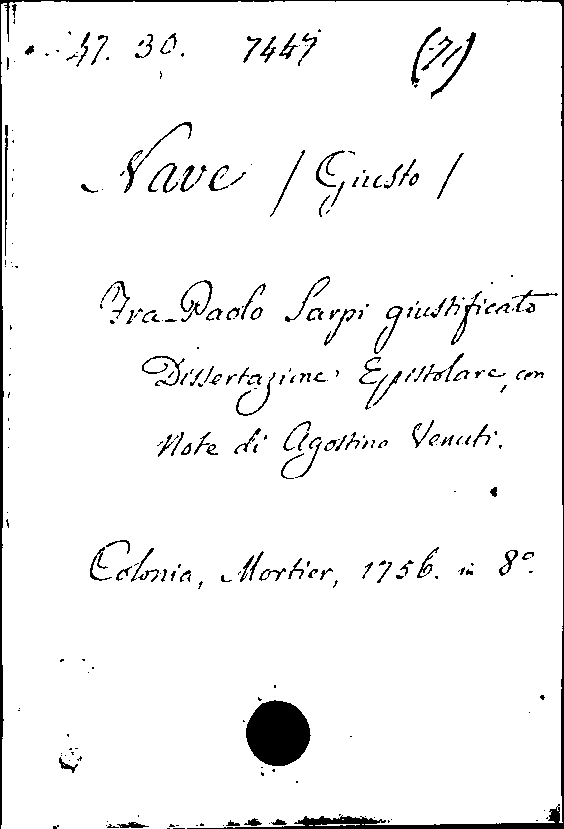 47. 30. 7447 (71)
Nave / Giusto /
Fra-Paolo Sarpi giustificato
Dissertazione Epistolare, con
Note di Agostino Venuti.
Colonia, Mortier, 1756. in 8º.